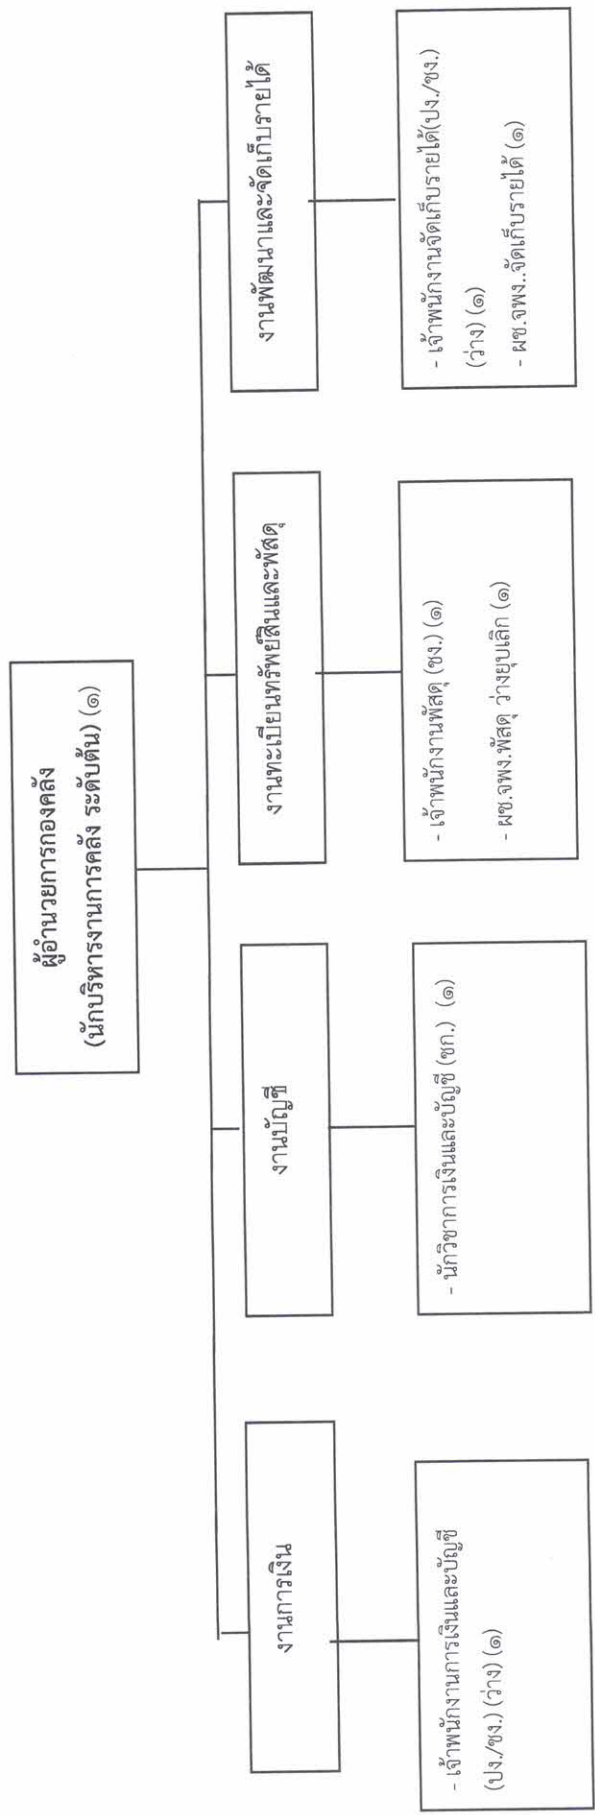 ผู้อำนวยการกองคลัง
(นักบริหารงานการคลัง ระดับต้น) (๑)
งานการเงิน
งานบัญชี
งานทะเบียนทรัพย์สินและพัสดุ
งานพัฒนาและจัดเก็บรายได้
- เจ้าพนักงานการเงินและบัญชี
(ปง./ชง.) (ว่าง) (๑)
- นักวิชาการเงินและบัญชี (ชก.) (๑)
- เจ้าพนักงานพัสดุ (ชง.) (๑)
- ผช.จพง.พัสดุ ว่างยุบเลิก (๑)
- เจ้าพนักงานจัดเก็บรายได้(ปง./ชง.)
(ว่าง) (๑)
- ผช.จพง..จัดเก็บรายได้ (๑)